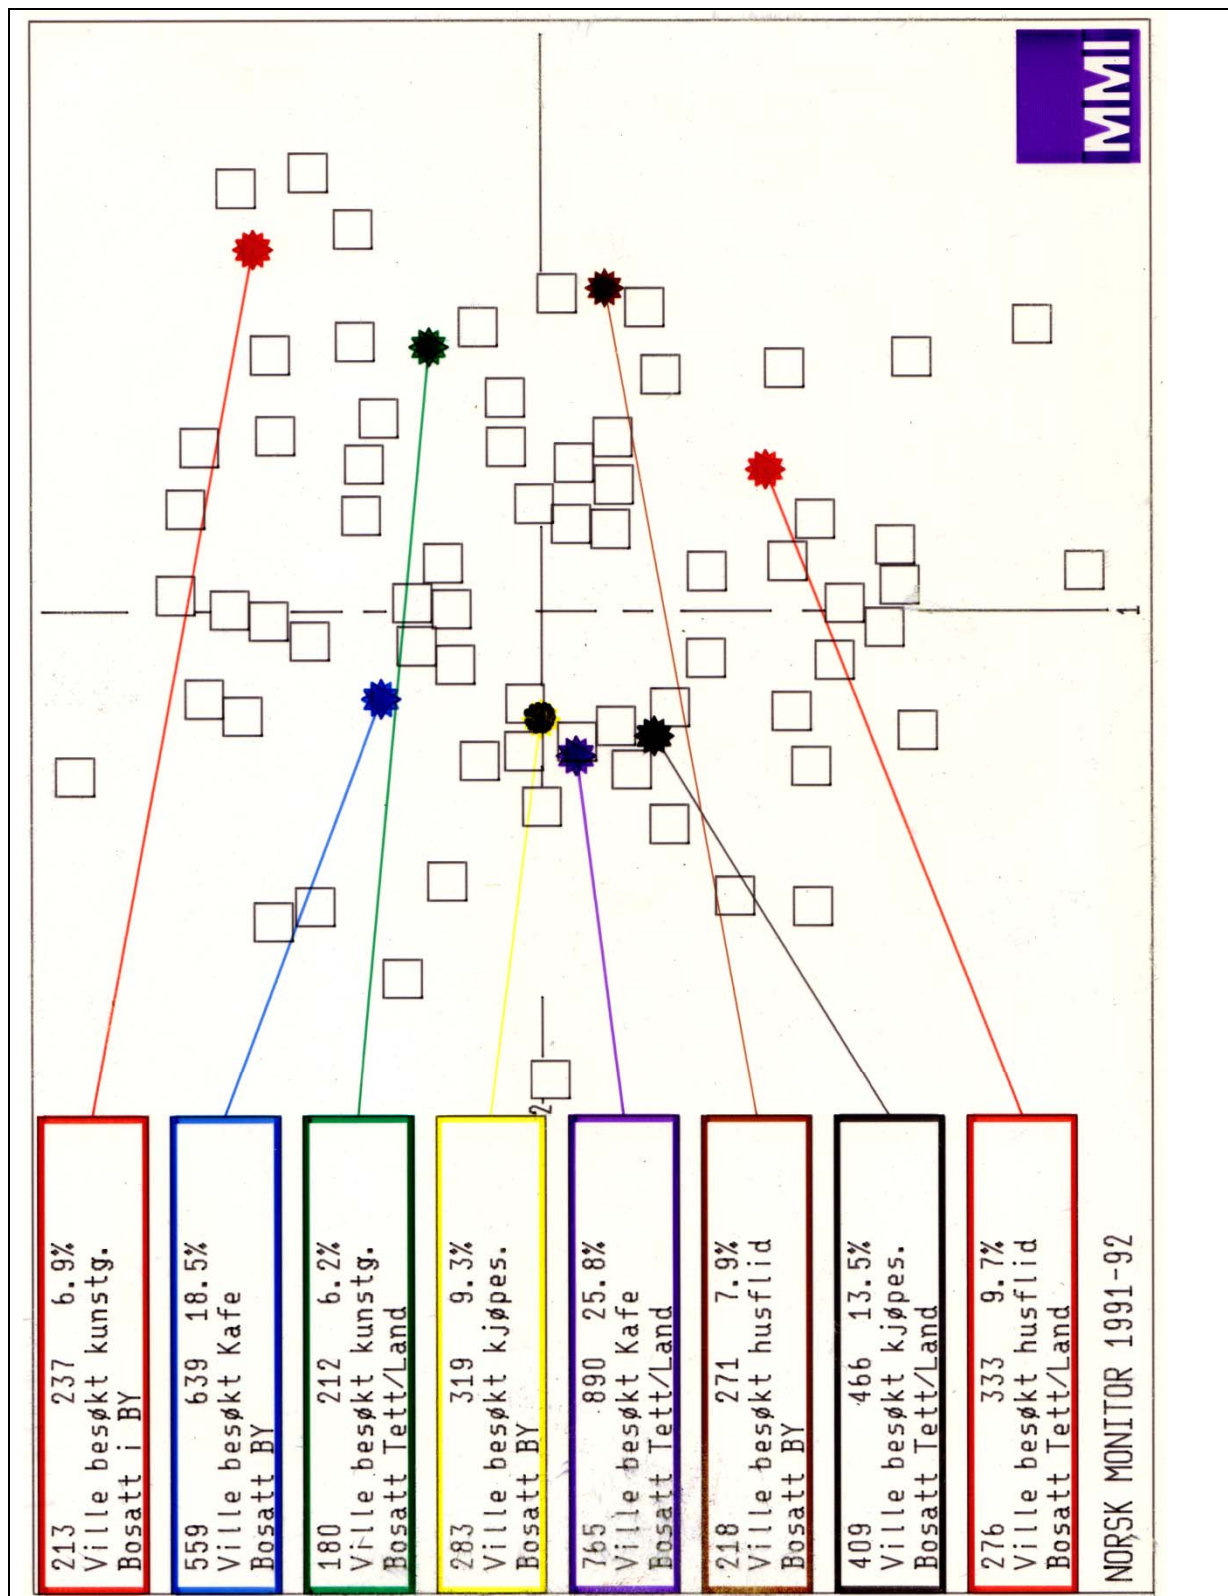 213 237 6.9%
Ville besøkt kunstg.
Bosatt i BY
559 639 18.5%
Ville besøkt Kafe
Bosatt BY
180 212 6.2%
Ville besøkt kunstg.
Bosatt Tett/Land
283 319 9.3%
Ville besøkt kjøpes.
Bosatt BY
765 890 25.8%
Ville besøkt Kafe
Bosatt Tett/Land
218 271 7.9%
Ville besøkt husflid
Bosatt BY
409 466 13.5%
Ville besøkt kjøpes.
Bosatt Tett/Land
276 333 9.7%
Ville besøkt husflid
Bosatt Tett/Land
NORSK MONITOR 1991-92
2
1
MMI